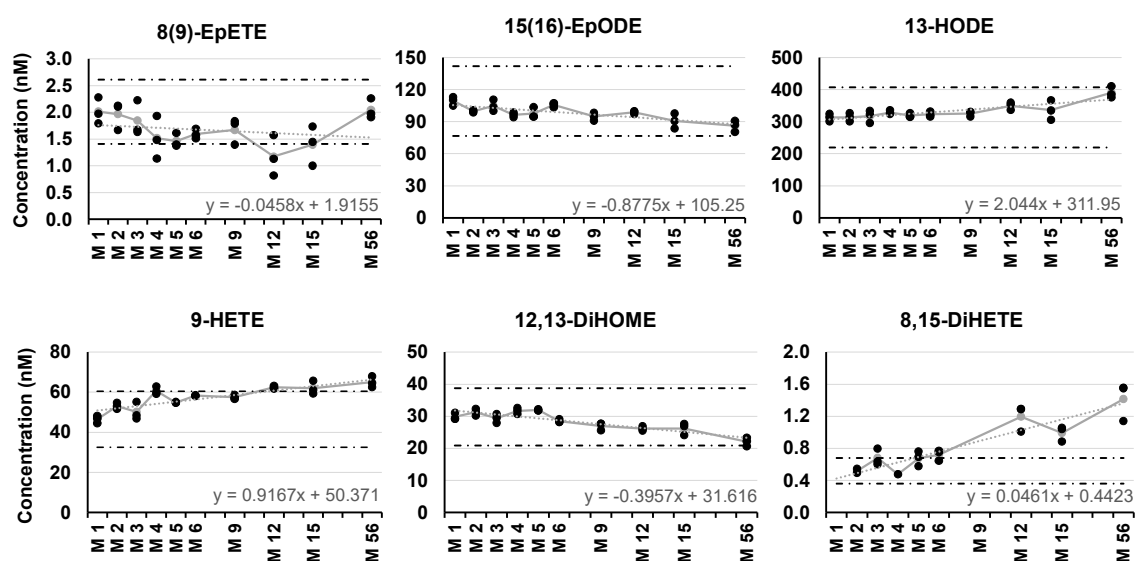 8(9)-EpETE
15(16)-EpODE
13-HODE
Concentration (nM)
3.0
2.5
2.0
1.5
1.0
0.5
0.0
y = -0.0458x + 1.9155
M 1
M 2
M 3
M 4
M 5
M 6
M 9
M 12
M 15
M 56
150
120
90
60
30
0
y = -0.8775x + 105.25
M 1
M 2
M 3
M 4
M 5
M 6
M 9
M 12
M 15
M 56
500
400
300
200
100
0
y = 2.044x + 311.95
M 1
M 2
M 3
M 4
M 5
M 6
M 9
M 12
M 15
M 56
9-HETE
12,13-DiHOME
8,15-DiHETE
Concentration (nM)
80
60
40
20
0
y = 0.9167x + 50.371
M 1
M 2
M 3
M 4
M 5
M 6
M 9
M 12
M 15
M 56
50
40
30
20
10
0
y = -0.3957x + 31.616
M 1
M 2
M 3
M 4
M 5
M 6
M 9
M 12
M 15
M 56
2.0
1.6
1.2
0.8
0.4
0.0
y = 0.0461x + 0.4423
M 1
M 2
M 3
M 4
M 5
M 6
M 9
M 12
M 15
M 56